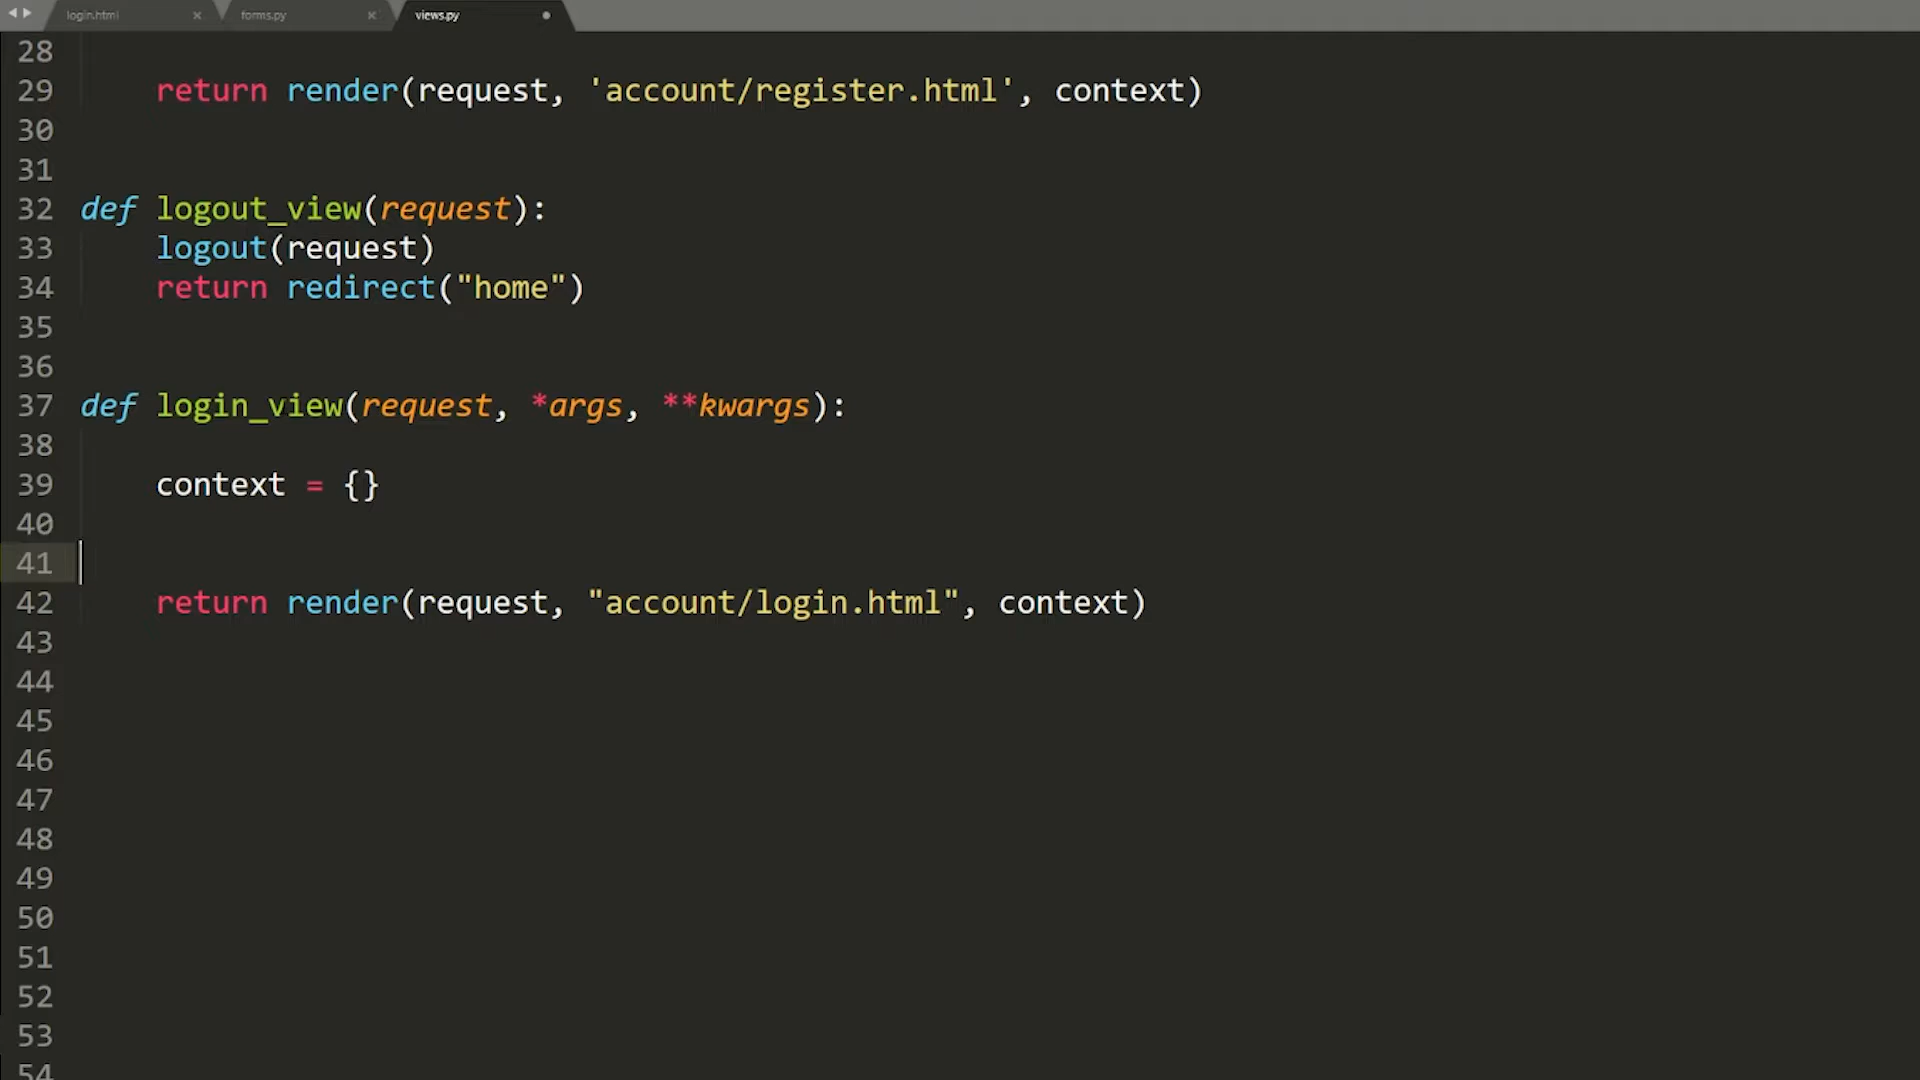 login.html × forms.py × views.py
28
29 return render(request, 'account/register.html', context)
30
31
32 def logout_view(request):
33 logout(request)
34 return redirect("home")
35
36
37 def login_view(request, *args, **kwargs):
38
39 context = {}
40
41
42 return render(request, "account/login.html", context)
43
44
45
46
47
48
49
50
51
52
53
54